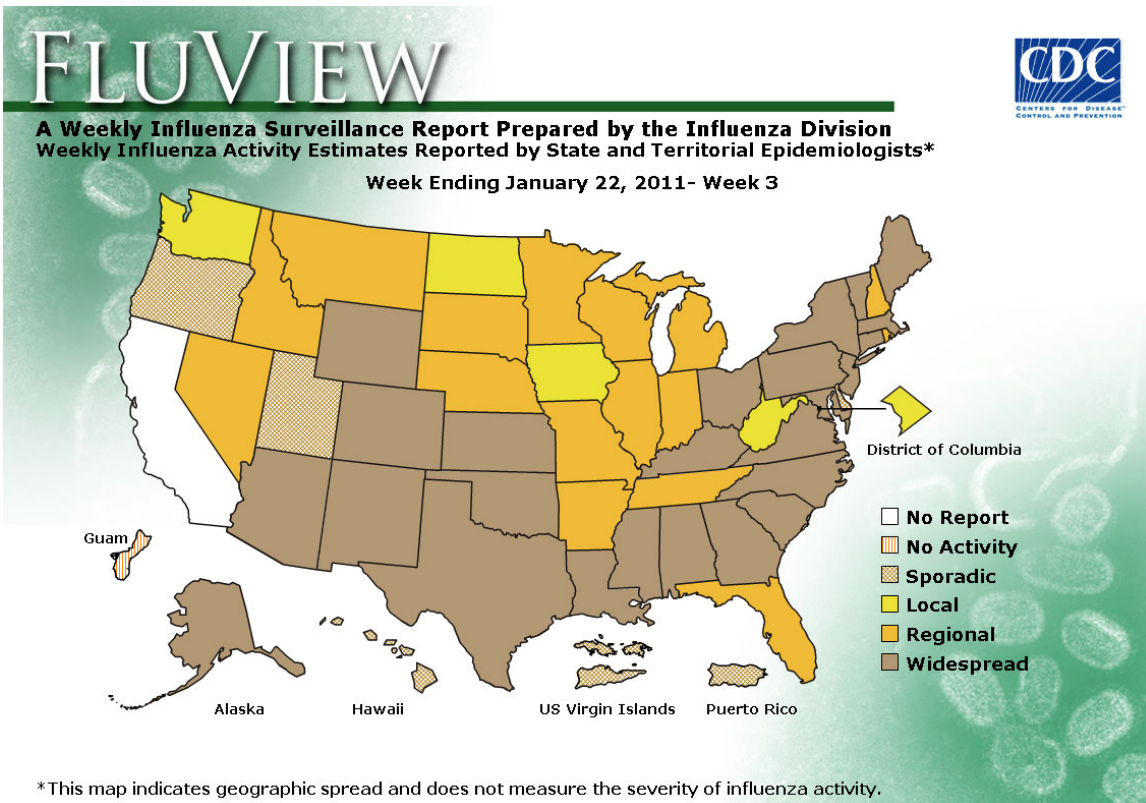 FLUVIEW
CDC
CENTERS FOR DISEASE
CONTROL AND PREVENTION
A Weekly Influenza Surveillance Report Prepared by the Influenza Division
Weekly Influenza Activity Estimates Reported by State and Territorial Epidemiologists*
Week Ending January 22, 2011- Week 3
District of Columbia
No Report
No Activity
Sporadic
Local
Regional
Widespread
Guam
Alaska
Hawaii
US Virgin Islands
Puerto Rico
*This map indicates geographic spread and does not measure the severity of influenza activity.